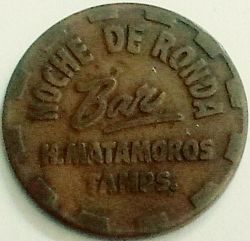 NOCHE DE RONDA
Bar
H. MATAMOROS
TAMPS.